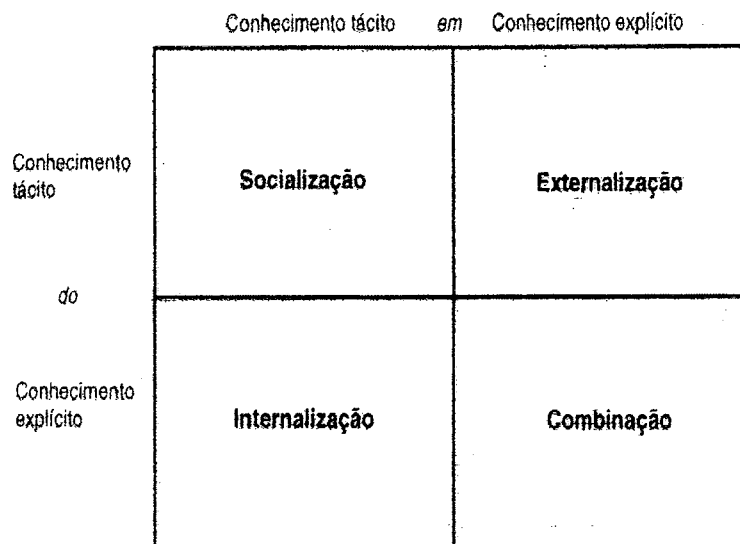 Conhecimento tácito em Conhecimento explícito
Conhecimento
tácito
Socialização Externalização
do
Conhecimento
explícito
Internalização Combinação